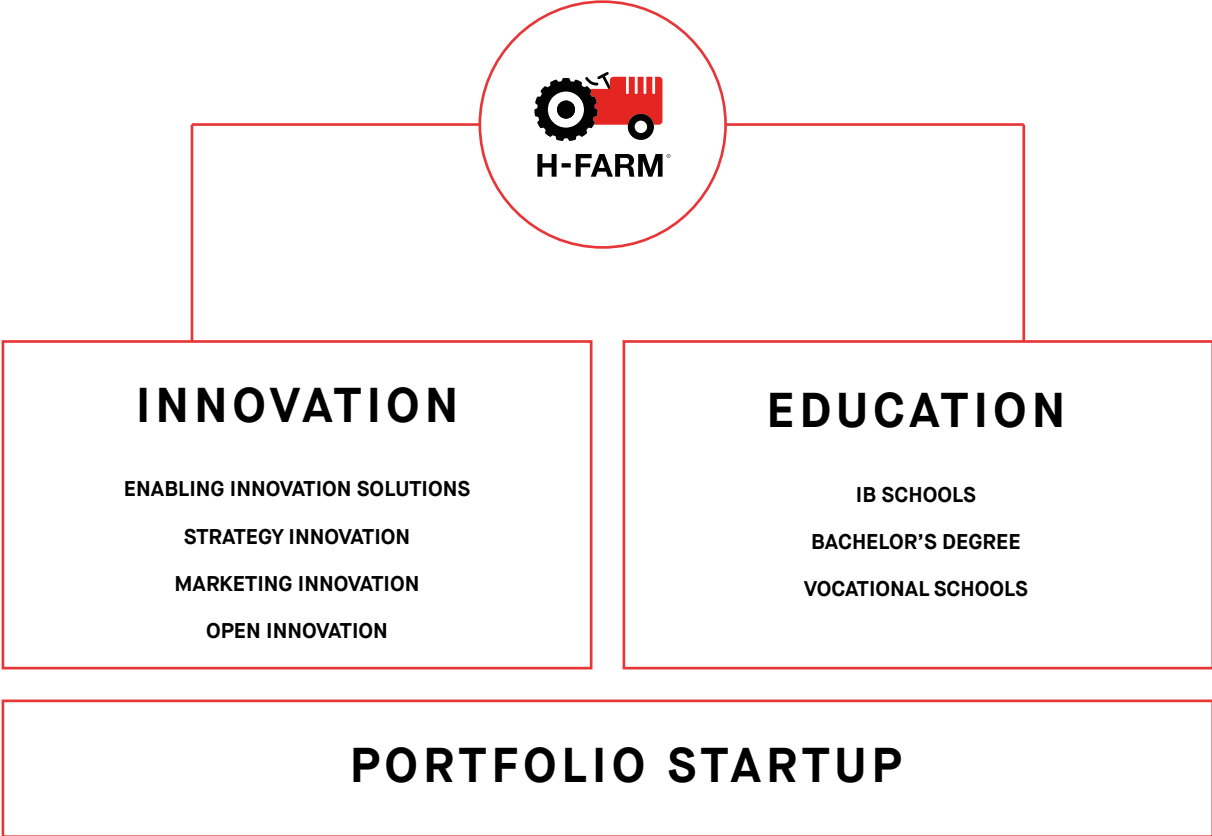 H-FARM®
INNOVATION
ENABLING INNOVATION SOLUTIONS
STRATEGY INNOVATION
MARKETING INNOVATION
OPEN INNOVATION
EDUCATION
IB SCHOOLS
BACHELOR’S DEGREE
VOCATIONAL SCHOOLS
PORTFOLIO STARTUP